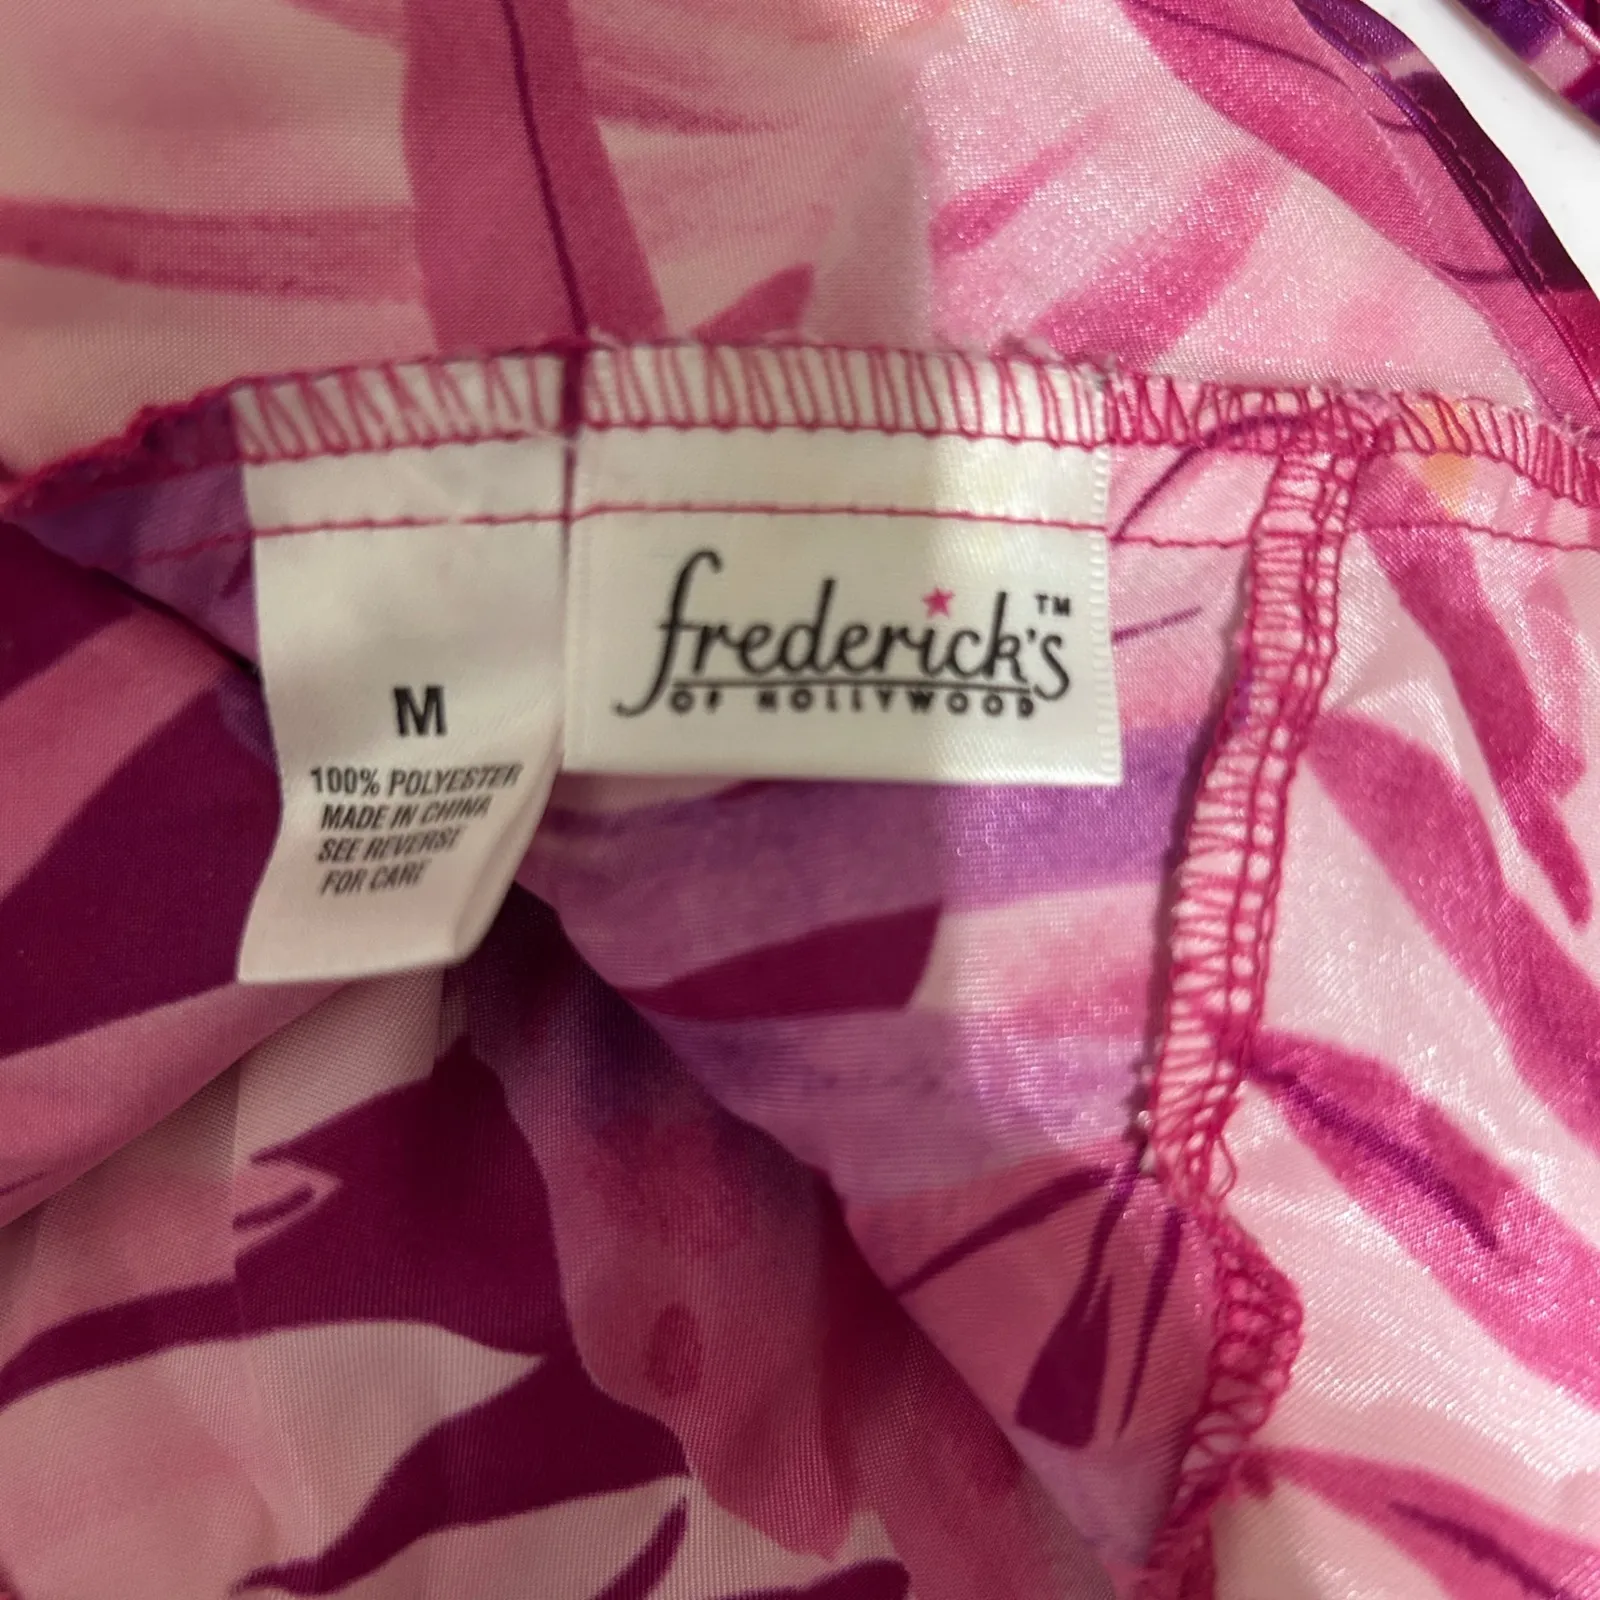 frederick's™
OF HOLLYWOOD
M
100% POLYESTER
MADE IN CHINA
SEE REVERSE
FOR CARE